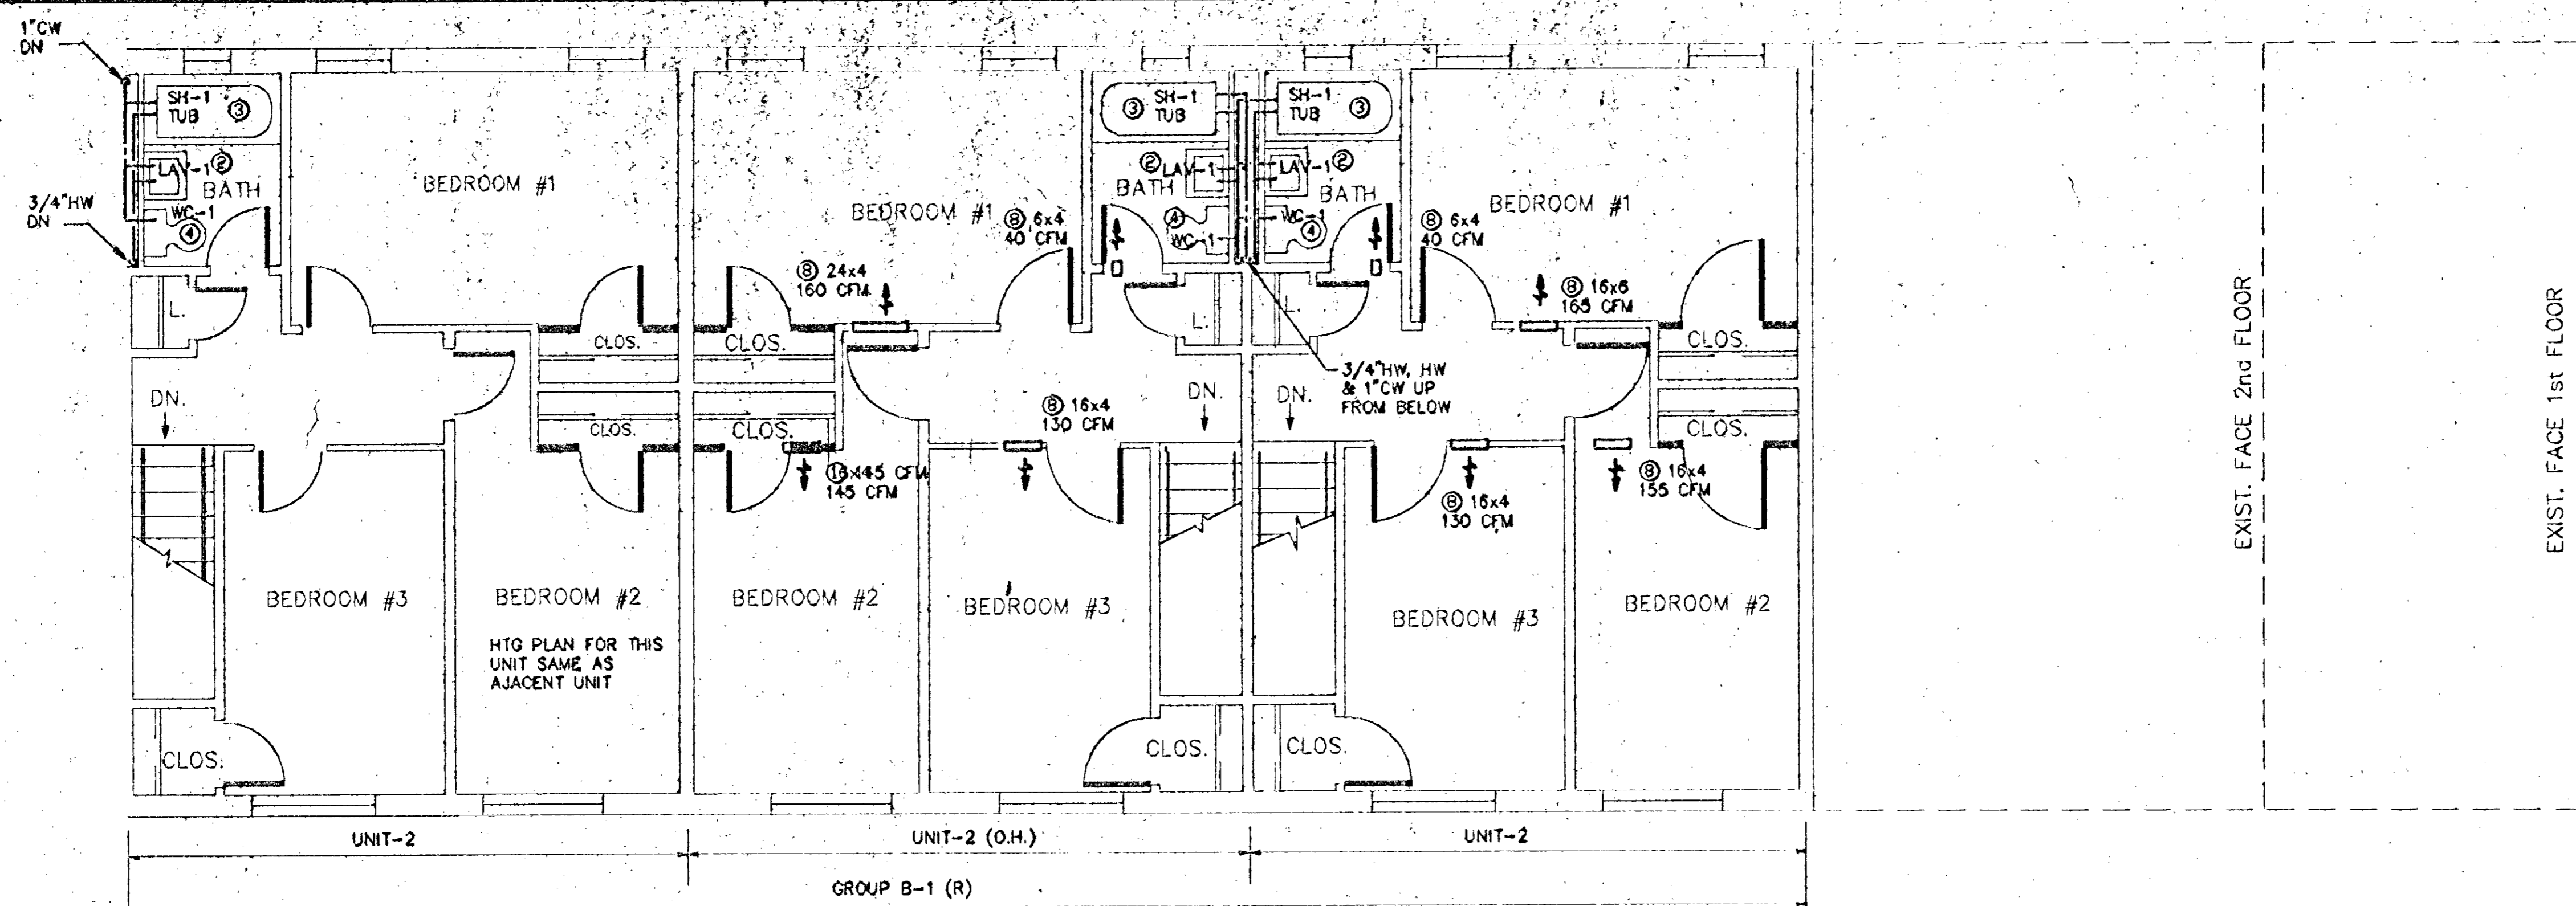 1"CW
DN
3/4"HW
DN
SH-1
TUB
③
LAV-1
②
BATH
WC-1
④
L.
BEDROOM #1
CLOS.
CLOS.
DN.
BEDROOM #3
BEDROOM #2
HTG PLAN FOR THIS
UNIT SAME AS
AJACENT UNIT
CLOS.
BEDROOM #1
⑧ 6x4
40 CFM
⑧ 24x4
160 CFM
CLOS.
CLOS.
145 CFM
⑧ 16x4
130 CFM
③
SH-1
TUB
②
LAV-1
BATH
④
WC-1
L.
DN.
BEDROOM #2
BEDROOM #3
CLOS.
SH-1
TUB
③
LAV-1
②
BATH
WC-1
④
L.
3/4"HW, HW
& 1"CW UP
FROM BELOW
DN.
BEDROOM #1
⑧ 6x4
40 CFM
⑧ 16x6
165 CFM
CLOS.
CLOS.
⑧ 16x4
155 CFM
⑧ 16x4
130 CFM
BEDROOM #3
BEDROOM #2
CLOS.
EXIST. FACE 2nd FLOOR
EXIST. FACE 1st FLOOR
UNIT-2
UNIT-2 (O.H.)
UNIT-2
GROUP B-1 (R)